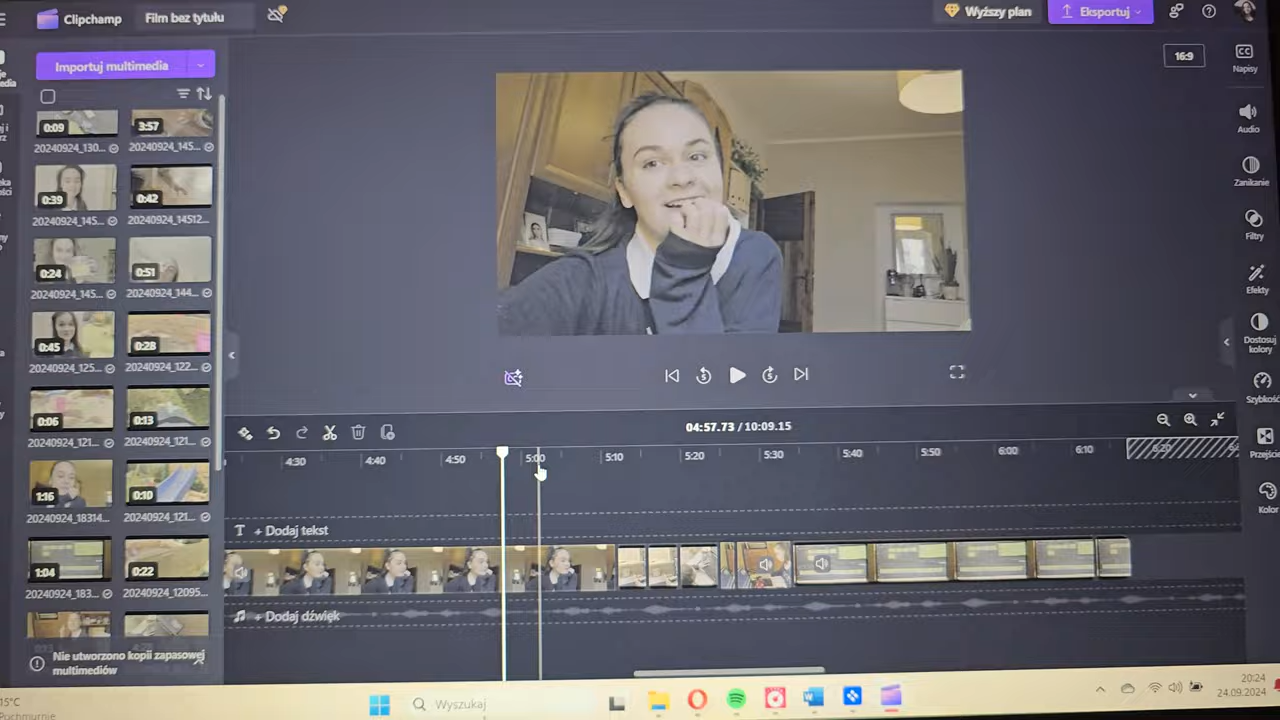 Clipchamp
Film bez tytułu
Wyższy plan
Eksportuj
Importuj multimedia
16:9
Napisy
Audio
Zanikanie
Filtry
Efekty
Dostosuj
kolory
Szybkość
Kolor
0:09
3:57
20240924_130...
20240924_145...
0:39
0:42
20240924_145...
20240924_14512...
0:24
0:51
20240924_145...
20240924_144...
0:45
0:28
20240924_125...
20240924_122...
0:06
0:13
20240924_121...
20240924_121...
1:16
0:10
20240924_18314...
20240924_121...
1:04
0:22
20240924_183...
20240924_12095...
Nie utworzono kopii zapasowej
multimediów
04:57.73 / 10:09.15
4:30
4:40
4:50
5:00
5:10
5:20
5:30
5:40
5:50
6:00
6:10
6:20
T + Dodaj tekst
+ Dodaj dźwięk
15°C
Pochmurnie
Wyszukaj
20:24
24.09.2024